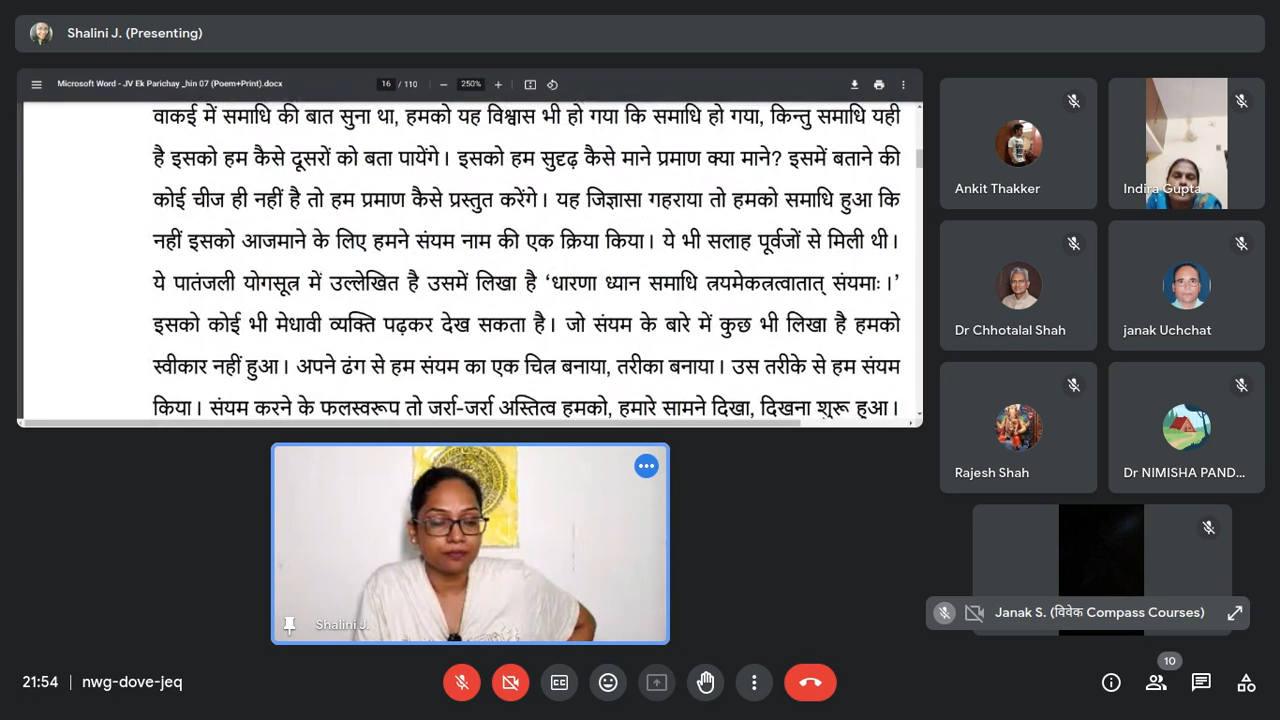 Shalini J. (Presenting)
Microsoft Word - JV Ek Parichay _hin 07 (Poem+Print).docx
16 / 110
250%
वाकई में समाधि की बात सुना था, हमको यह विश्वास भी हो गया कि समाधि हो गया, किन्तु समाधि यही
है इसको हम कैसे दूसरों को बता पायेंगे। इसको हम सुदृढ़ कैसे माने प्रमाण क्या माने? इसमें बताने की
कोई चीज ही नहीं है तो हम प्रमाण कैसे प्रस्तुत करेंगे। यह जिज्ञासा गहराया तो हमको समाधि हुआ कि
नहीं इसको आजमाने के लिए हमने संयम नाम की एक क्रिया किया। ये भी सलाह पूर्वजों से मिली थी।
ये पातंजली योगसूत्र में उल्लेखित है उसमें लिखा है ‘धारणा ध्यान समाधि त्रयमेकत्रत्वातात् संयमाः।’
इसको कोई भी मेधावी व्यक्ति पढ़कर देख सकता है। जो संयम के बारे में कुछ भी लिखा है हमको
स्वीकार नहीं हुआ। अपने ढंग से हम संयम का एक चित्र बनाया, तरीका बनाया। उस तरीके से हम संयम
किया। संयम करने के फलस्वरूप तो जर्रा-जर्रा अस्तित्व हमको, हमारे सामने दिखा, दिखना शुरू हुआ।
Ankit Thakker
Indira Gupta
Dr Chhotalal Shah
janak Uchchat
Rajesh Shah
Dr NIMISHA PAND...
Shalini J.
Janak S. (विवेक Compass Courses)
21:54 | nwg-dove-jeq
10